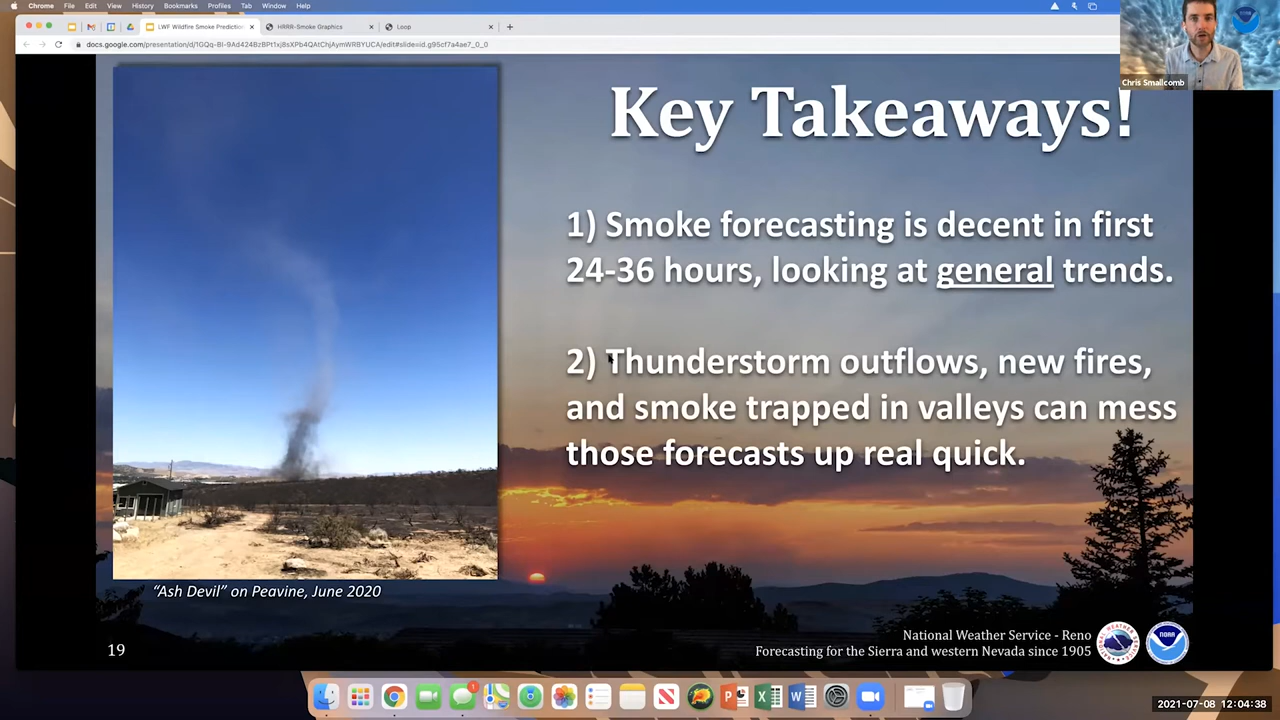 Chrome File Edit View History Bookmarks Profiles Tab Window Help
LWF Wildfire Smoke Prediction
HRRR-Smoke Graphics
Loop
Chris Smallcomb
Key Takeaways!
1) Smoke forecasting is decent in first
24-36 hours, looking at general trends.
2) Thunderstorm outflows, new fires,
and smoke trapped in valleys can mess
those forecasts up real quick.
“Ash Devil” on Peavine, June 2020
19
National Weather Service - Reno
Forecasting for the Sierra and western Nevada since 1905
NOAA
2021-07-08 12:04:38